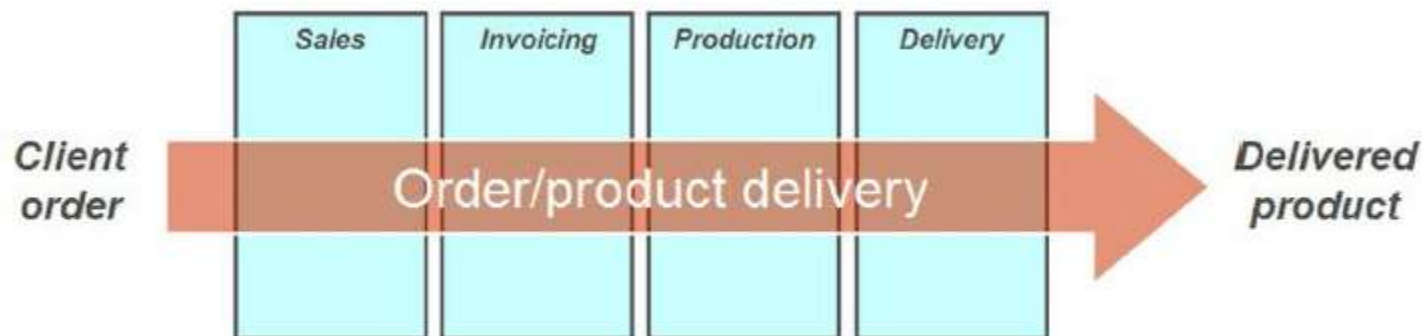 Sales
Invoicing
Production
Delivery
Client
order
Order/product delivery
Delivered
product